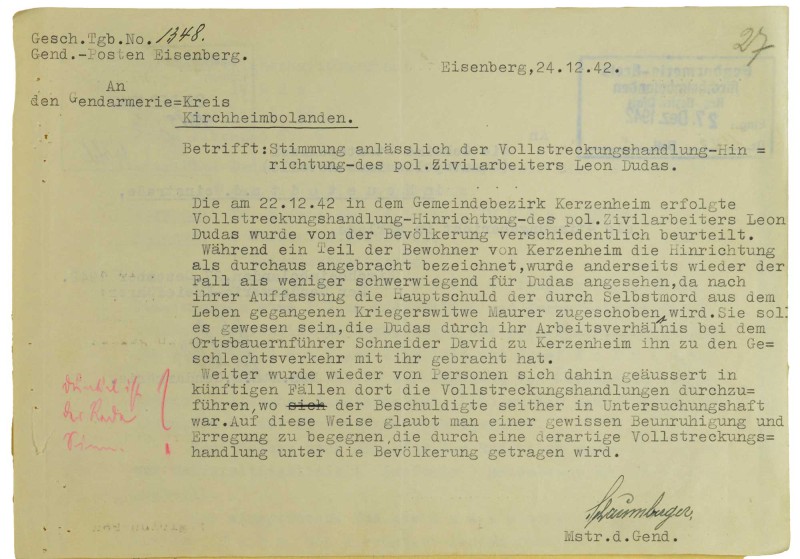 Gesch.Tgb.No. 1348.
27
Gend.-Posten Eisenberg.
Eisenberg,24.12.42.
An
den Gendarmerie=Kreis
Kirchheimbolanden.
27. Dez. 1942
Betrifft:Stimmung anlässlich der Vollstreckungshandlung-Hin =
richtung-des pol.Zivilarbeiters Leon Dudas.
Die am 22.12.42 in dem Gemeindebezirk Kerzenheim erfolgte
Vollstreckungshandlung-Hinrichtung-des pol.Zivilarbeiters Leon
Dudas wurde von der Bevölkerung verschiedentlich beurteilt.
Während ein Teil der Bewohner von Kerzenheim die Hinrichtung
als durchaus angebracht bezeichnet,wurde anderseits wieder der
Fall als weniger schwerwiegend für Dudas angesehen,da nach
ihrer Auffassung die Hauptschuld der durch Selbstmord aus dem
Leben gegangenen Kriegerswitwe Maurer zugeschoben wird.Sie soll
es gewesen sein,die Dudas durch ihr Arbeitsverhälnis bei dem
Ortsbauernführer Schneider David zu Kerzenheim ihn zu den Ge=
schlechtsverkehr mit ihr gebracht hat.
Weiter wurde wieder von Personen sich dahin geäussert in
künftigen Fällen dort die Vollstreckungshandlungen durchzu=
führen,wo sich der Beschuldigte seither in Untersuchungshaft
war.Auf diese Weise glaubt man einer gewissen Beunruhigung und
Erregung zu begegnen,die durch eine derartige Vollstreckungs=
handlung unter die Bevölkerung getragen wird.
Mstr.d.Gend.